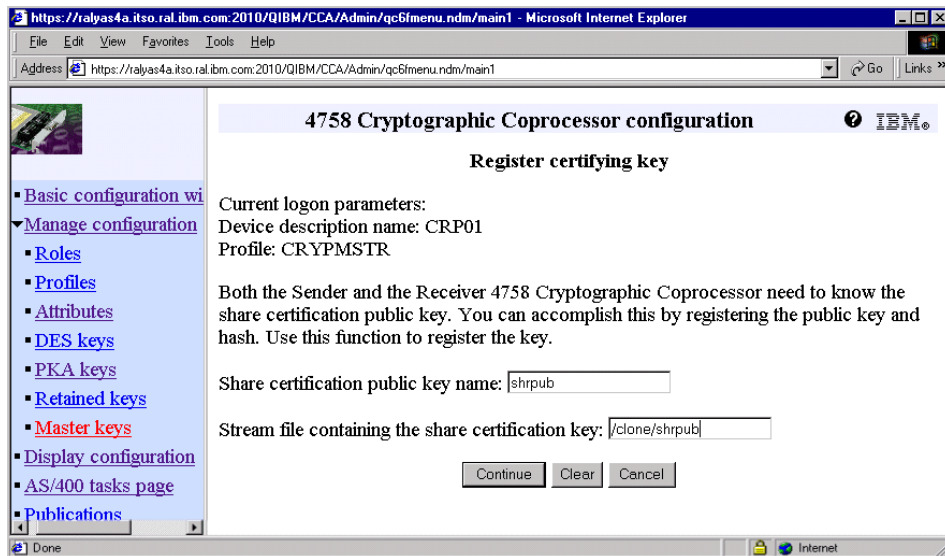 https://ralyas4a.itso.ral.ibm.com:2010/QIBM/CCA/Admin/qc6fmenu.ndm/main1 - Microsoft Internet Explorer
File Edit View Favorites Tools Help
Address https://ralyas4a.itso.ral.ibm.com:2010/QIBM/CCA/Admin/qc6fmenu.ndm/main1 Go Links »
4758 Cryptographic Coprocessor configuration ? IBM®
Register certifying key
Basic configuration wi
Manage configuration
Roles
Profiles
Attributes
DES keys
PKA keys
Retained keys
Master keys
Display configuration
AS/400 tasks page
Publications
Current logon parameters:
Device description name: CRP01
Profile: CRYPMSTR
Both the Sender and the Receiver 4758 Cryptographic Coprocessor need to know the
share certification public key. You can accomplish this by registering the public key and
hash. Use this function to register the key.
Share certification public key name: shrpub
Stream file containing the share certification key: /clone/shrpub
Continue Clear Cancel
Done Internet